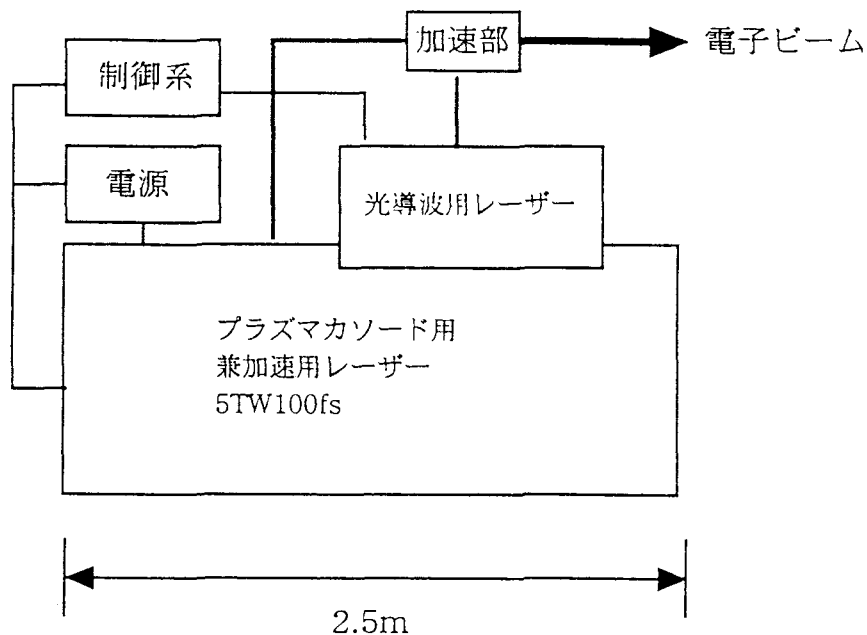 加速部
電子ビーム
制御系
電源
光導波用レーザー
プラズマカソード用
兼加速用レーザー
5TW100fs
2.5m